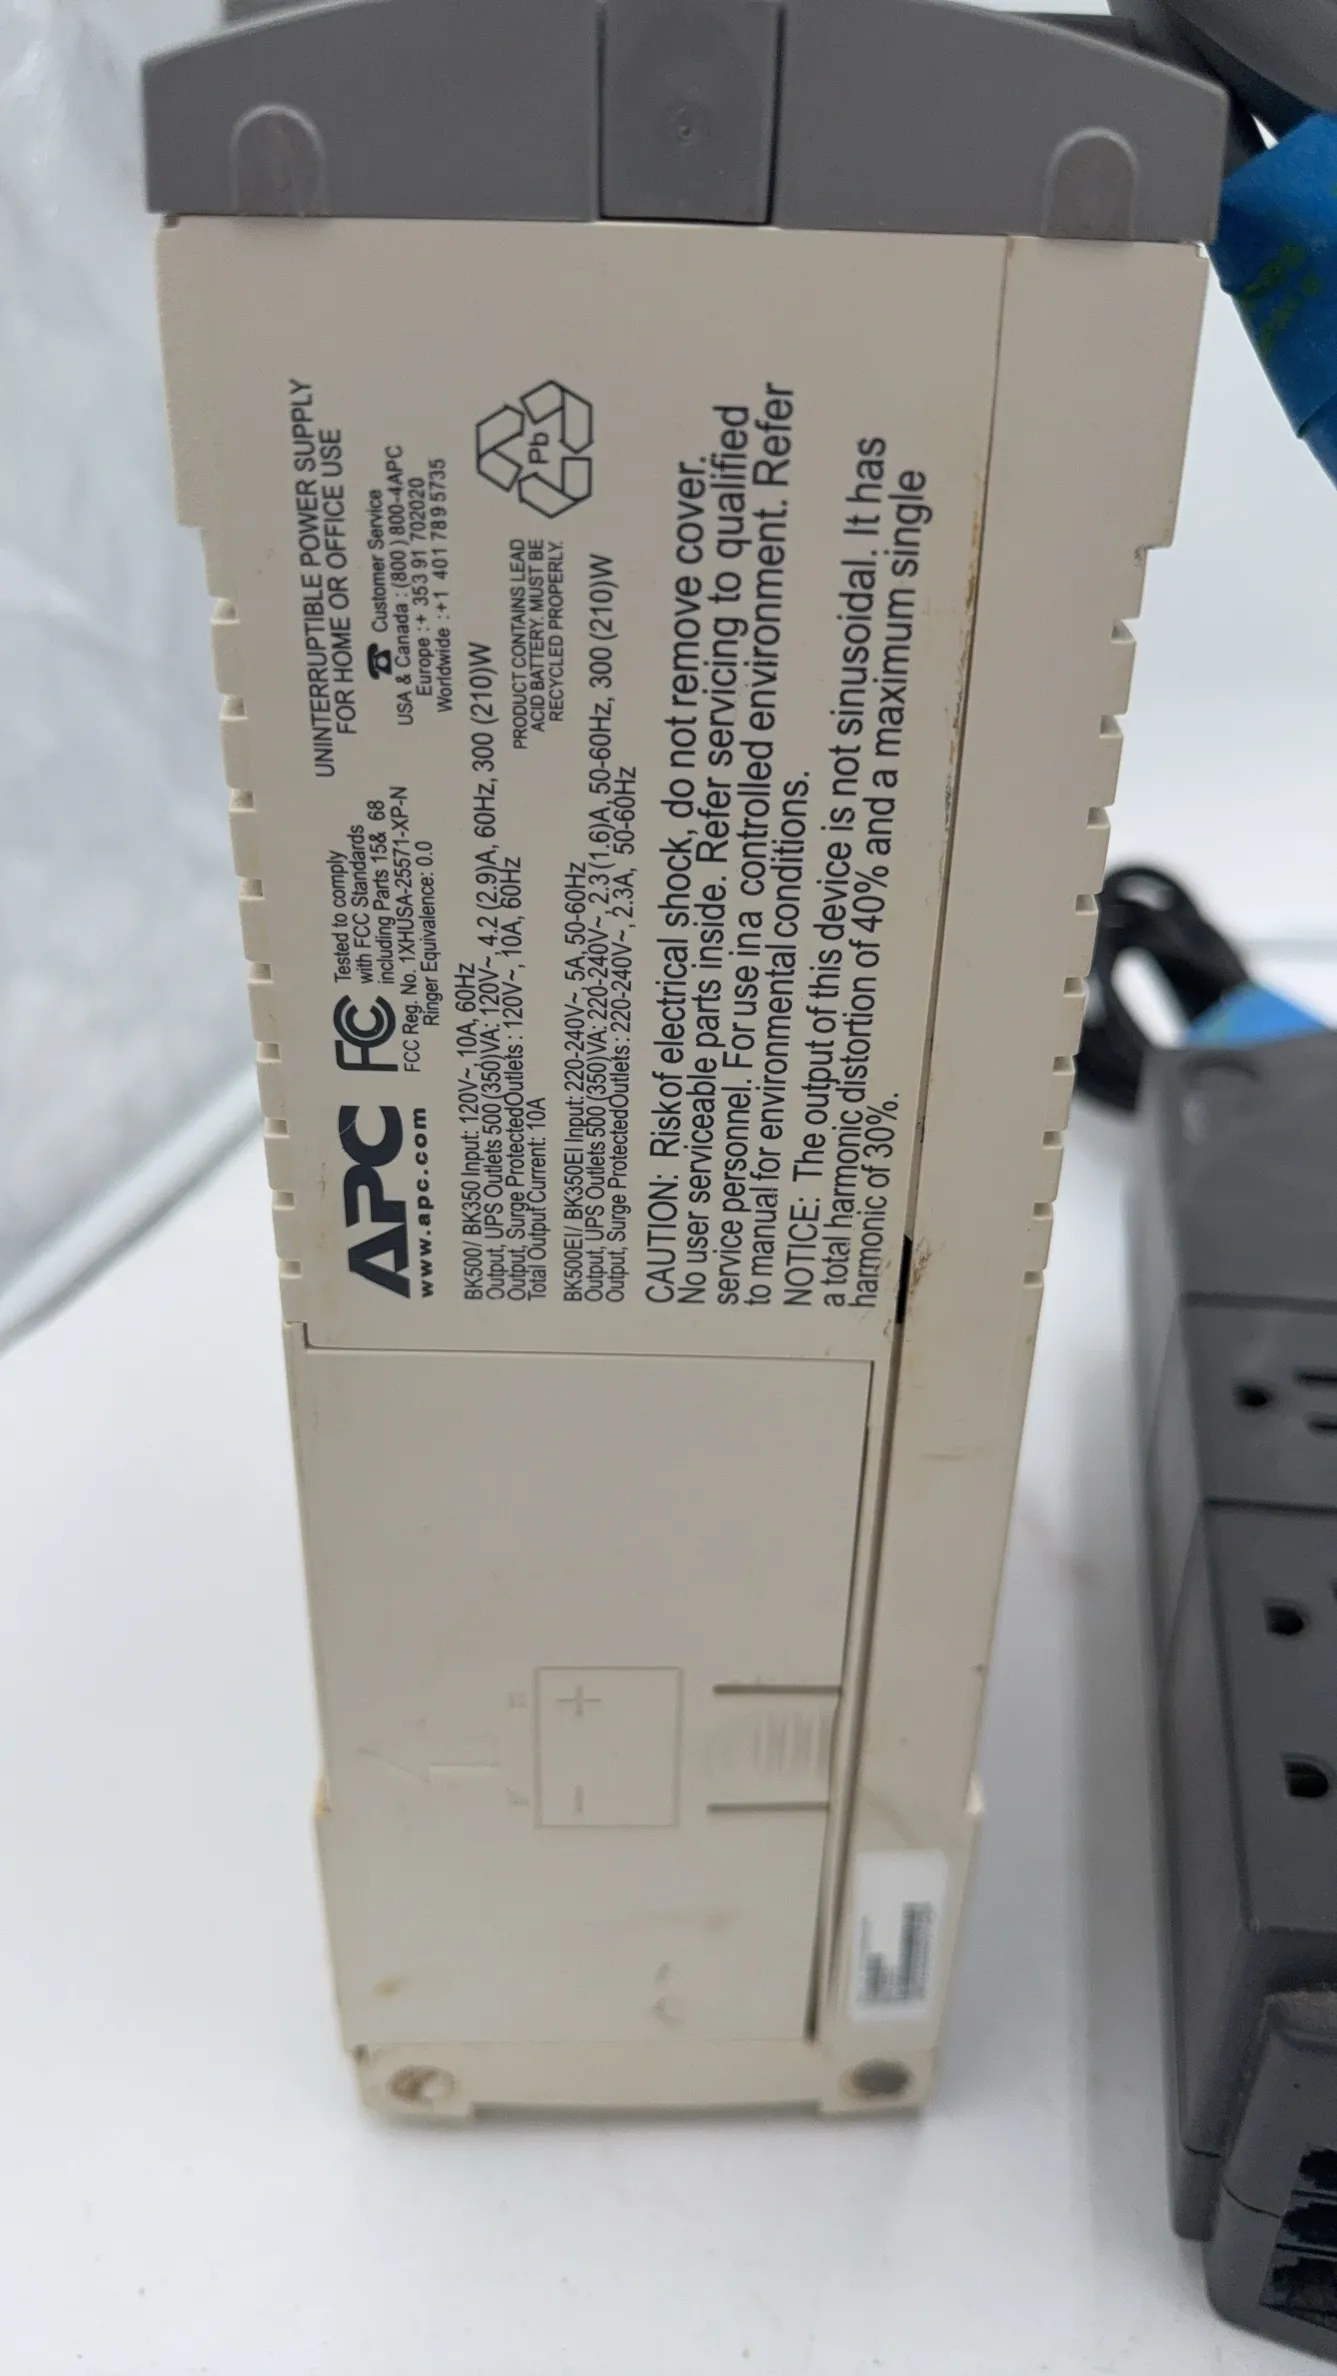 APC
www.apc.com
FC Tested to comply
with FCC Standards
including Parts 15& 68
FCC Reg. No. 1XHUSA-25571-XP-N
Ringer Equivalence: 0.0
UNINTERRUPTIBLE POWER SUPPLY
FOR HOME OR OFFICE USE
☎ Customer Service
USA & Canada : (800 ) 800-4APC
Europe :+ 353 91 702020
Worldwide :+1 401 789 5735
BK500/ BK350 Input: 120V~, 10A, 60Hz
Output, UPS Outlets 500 (350)VA: 120V~, 4.2 (2.9)A, 60Hz, 300 (210)W
Output, Surge ProtectedOutlets : 120V~, 10A, 60Hz
Total Output Current: 10A
PRODUCT CONTAINS LEAD
ACID BATTERY. MUST BE
RECYCLED PROPERLY.
Pb
BK500EI/ BK350EI Input: 220-240V~, 5A, 50-60Hz
Output, UPS Outlets 500 (350)VA: 220-240V~, 2.3 (1.6)A, 50-60Hz, 300 (210)W
Output, Surge ProtectedOutlets: 220-240V~, 2.3A, 50-60Hz
CAUTION: Risk of electrical shock, do not remove cover.
No user serviceable parts inside. Refer servicing to qualified
service personnel. For use in a controlled environment. Refer
to manual for environmental conditions.
NOTICE: The output of this device is not sinusoidal. It has
a total harmonic distortion of 40% and a maximum single
harmonic of 30%.
- +